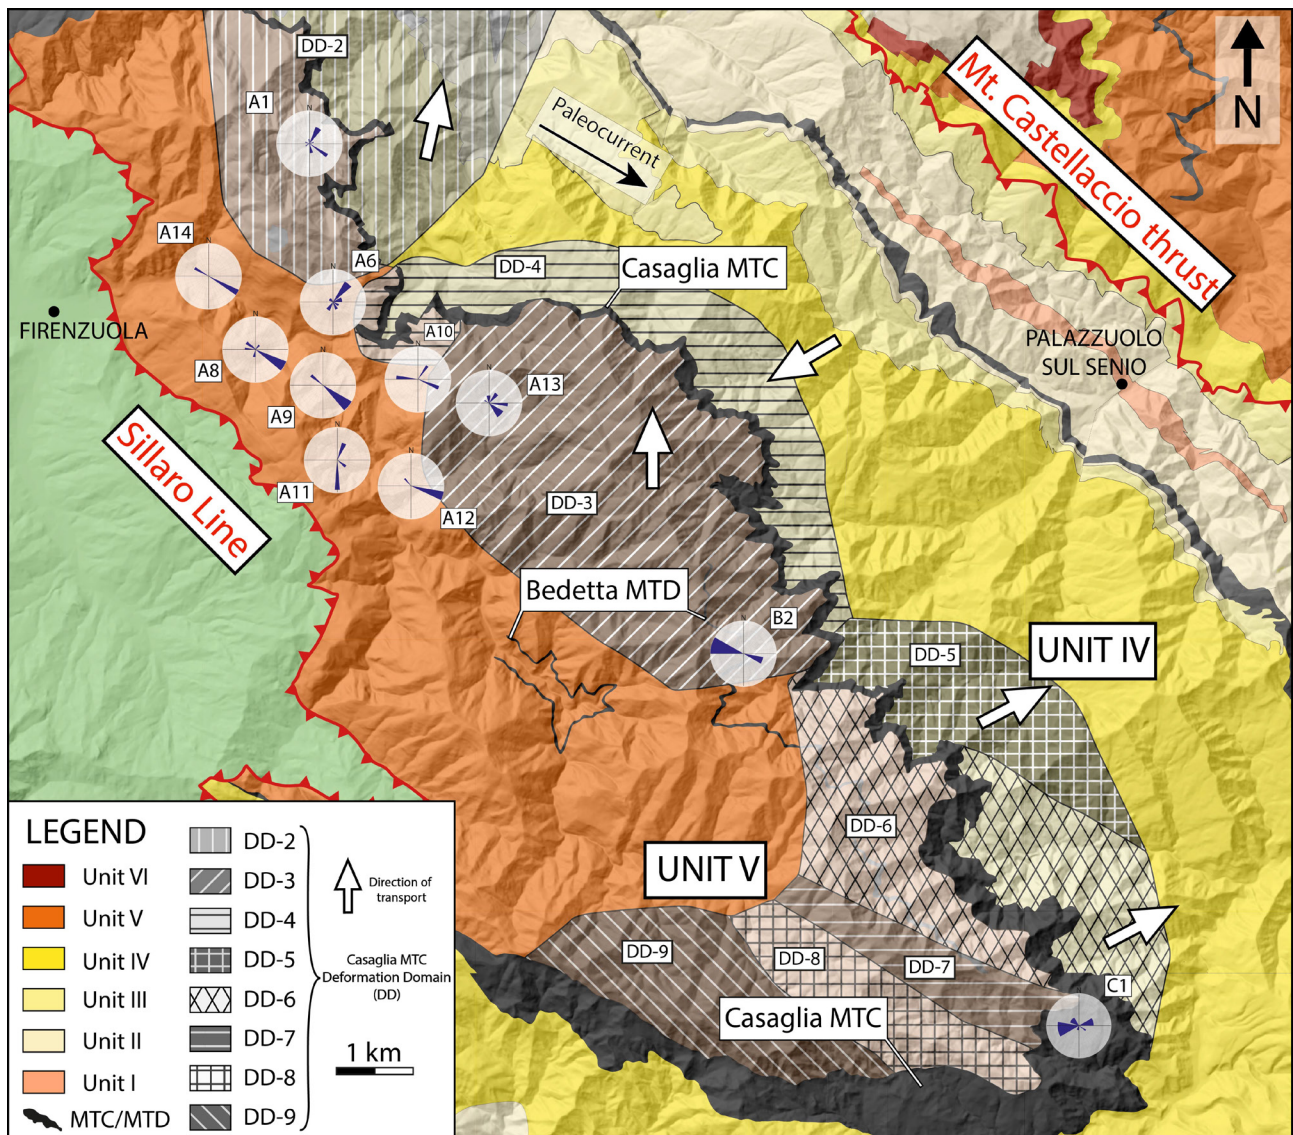 DD-2
A1
N
Paleocurrent
Mt. Castellaccio thrust
N
A14
N
A6
N
DD-4
Casaglia MTC
FIRENZUOLA
A10
N
A8
N
A9
N
A13
N
PALAZZUOLO
SUL SENIO
Sillaro Line
A11
N
A12
N
DD-3
Bedetta MTD
B2
N
DD-5
UNIT IV
DD-6
UNIT V
DD-9
DD-8
DD-7
C1
N
Casaglia MTC
LEGEND
Unit VI
Unit V
Unit IV
Unit III
Unit II
Unit I
MTC/MTD
DD-2
DD-3
DD-4
DD-5
DD-6
DD-7
DD-8
DD-9
Direction of
transport
Casaglia MTC
Deformation Domain
(DD)
1 km